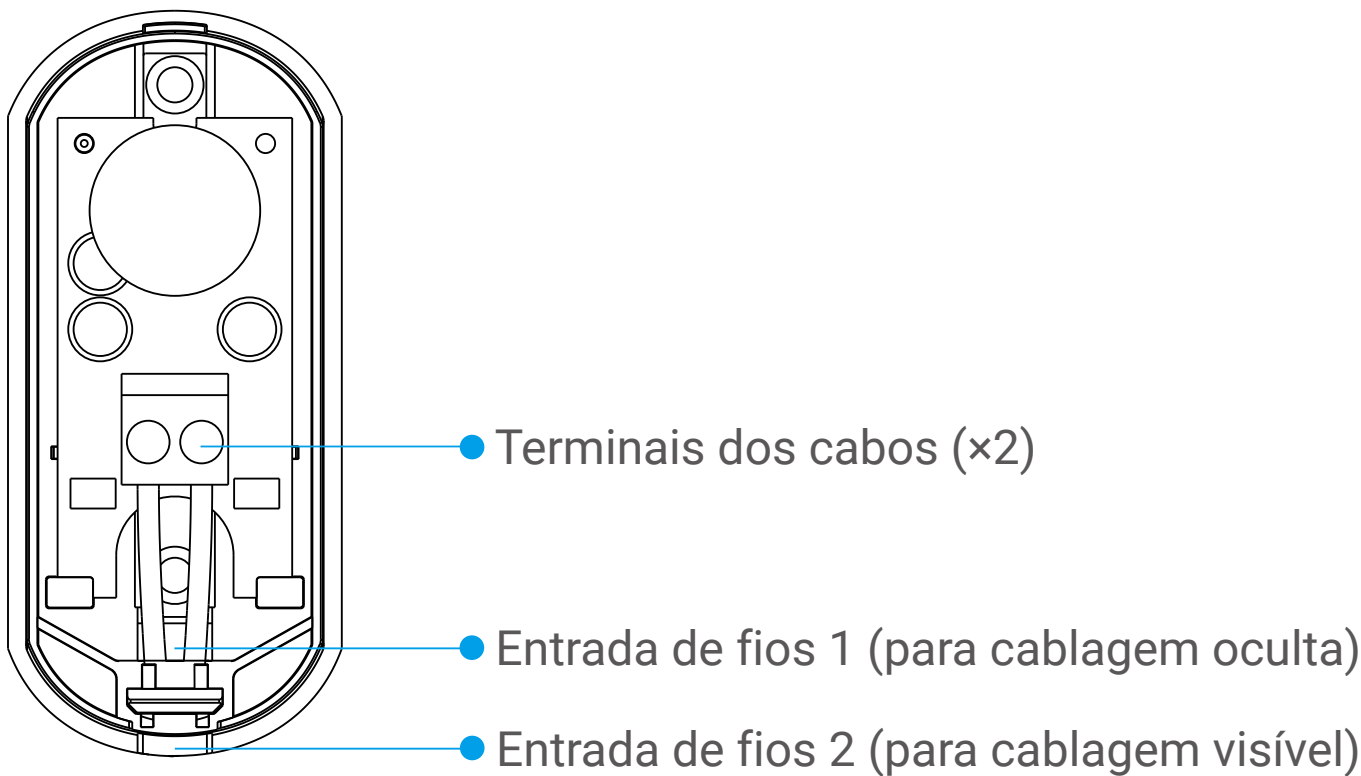 Terminais dos cabos (×2)
Entrada de fios 1 (para cablagem oculta)
Entrada de fios 2 (para cablagem visível)